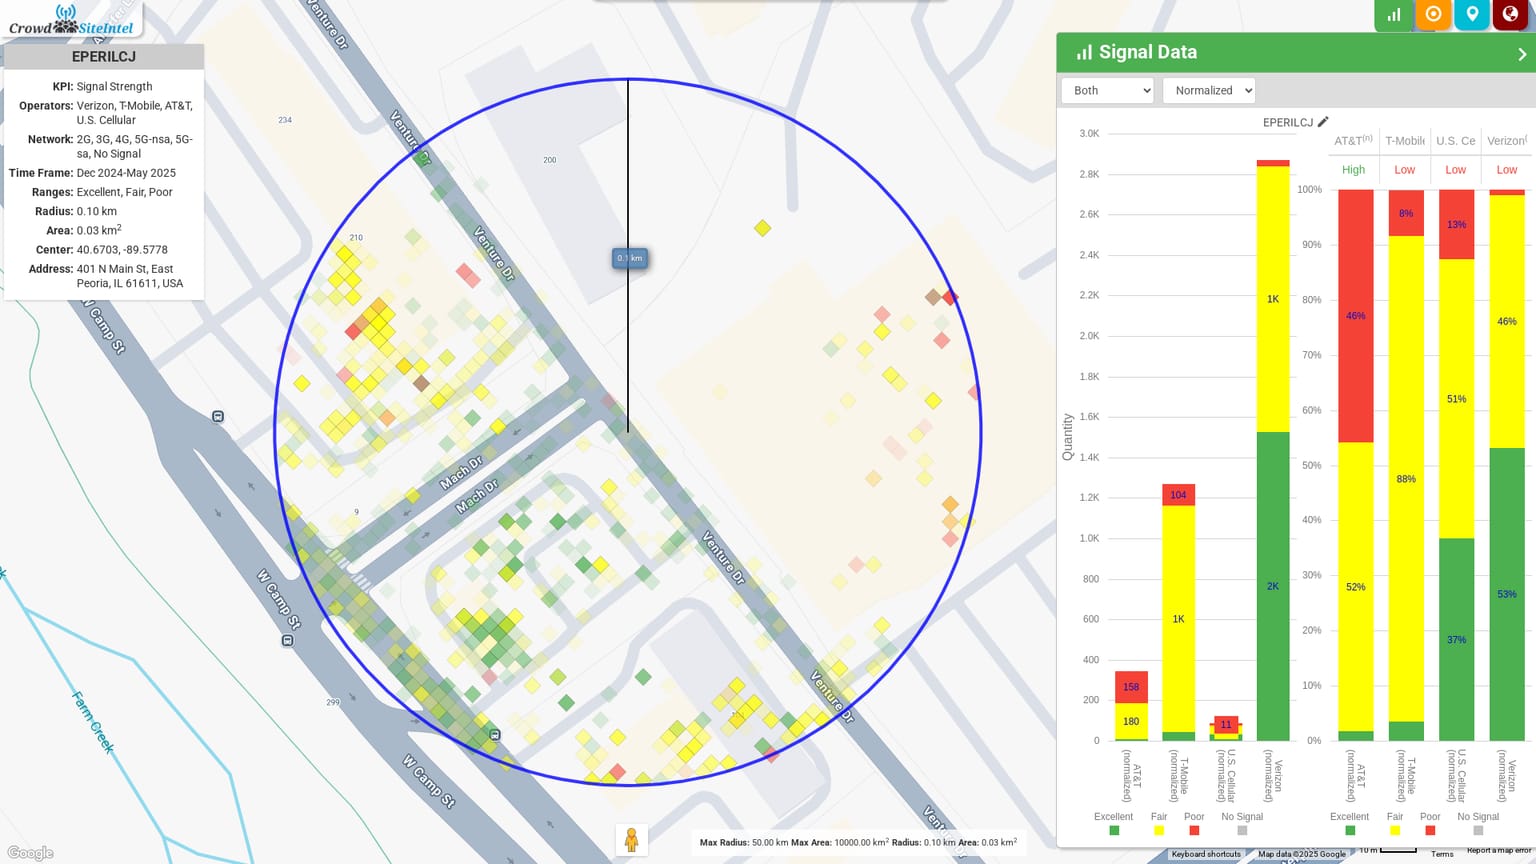 Crowd SiteIntel
EPERILCJ
KPI: Signal Strength
Operators: Verizon, T-Mobile, AT&T,
U.S. Cellular
Network: 2G, 3G, 4G, 5G-nsa, 5G-
sa, No Signal
Time Frame: Dec 2024-May 2025
Ranges: Excellent, Fair, Poor
Radius: 0.10 km
Area: 0.03 km2
Center: 40.6703, -89.5778
Address: 401 N Main St, East
Peoria, IL 61611, USA
Venture Dr
Venture Dr
Venture Dr
234
200
210
0.1 km
W Camp St
Mach Dr
Mach Dr
9
Venture Dr
W Camp St
Venture Dr
299
Farm Creek
W Camp St
Google
Max Radius: 50.00 km Max Area: 10000.00 km2 Radius: 0.10 km Area: 0.03 km2
Signal Data
Both
Normalized
EPERILCJ
3.0K
2.8K
2.6K
2.4K
2.2K
2.0K
1.8K
1.6K
1.4K
1.2K
1.0K
800
600
400
200
0
Quantity
158
180
104
1K
11
1K
2K
AT&T (normalized)
T-Mobile (normalized)
U.S. Cellular (normalized)
Verizon (normalized)
Excellent Fair Poor No Signal
AT&T(n) T-Mobile U.S. Ce Verizon(
High Low Low Low
100%
90%
80%
70%
60%
50%
40%
30%
20%
10%
0%
46%
52%
8%
88%
13%
51%
37%
46%
53%
AT&T (normalized)
T-Mobile (normalized)
U.S. Cellular (normalized)
Verizon (normalized)
Excellent Fair Poor No Signal
Keyboard shortcuts Map data ©2025 Google 10 m Terms Report a map error